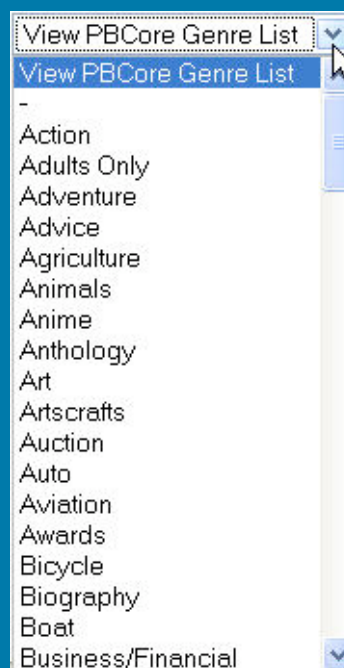 View PBCore Genre List
View PBCore Genre List
-
Action
Adults Only
Adventure
Advice
Agriculture
Animals
Anime
Anthology
Art
Artscrafts
Auction
Auto
Aviation
Awards
Bicycle
Biography
Boat
Business/Financial